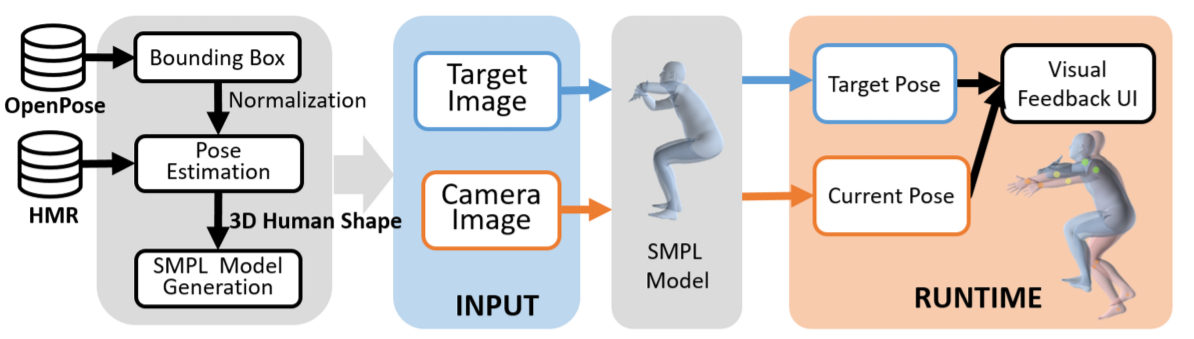 OpenPose
Bounding Box
Normalization
HMR
Pose
Estimation
3D Human Shape
SMPL Model
Generation
Target
Image
Camera
Image
INPUT
SMPL
Model
Target Pose
Current Pose
Visual
Feedback UI
RUNTIME